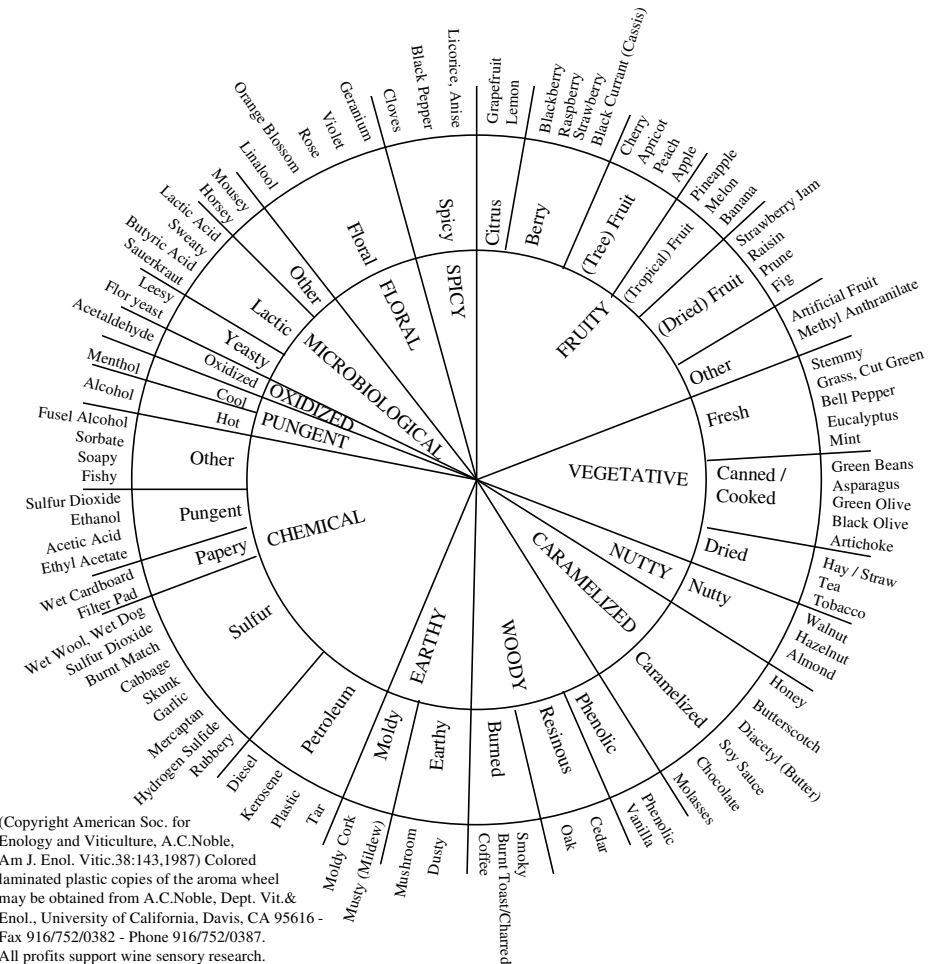 Licorice, Anise
Black Pepper
Cloves
Grapefruit
Lemon
Blackberry
Raspberry
Strawberry
Black Currant (Cassis)
Cherry
Apricot
Peach
Apple
Pineapple
Melon
Banana
Strawberry Jam
Raisin
Prune
Fig
Artificial Fruit
Methyl Anthranilate
Stemmy
Grass, Cut Green
Bell Pepper
Eucalyptus
Mint
Green Beans
Asparagus
Green Olive
Black Olive
Artichoke
Hay / Straw
Tea
Tobacco
Walnut
Hazelnut
Almond
Honey
Butterscotch
Diacetyl (Butter)
Soy Sauce
Chocolate
Molasses
Phenolic
Vanilla
Cedar
Oak
Smoky
Burnt Toast/Charred
Coffee
Dusty
Mushroom
Musty (Mildew)
Moldy Cork
Tar
Plastic
Kerosene
Diesel
Rubbery
Hydrogen Sulfide
Mercaptan
Garlic
Skunk
Cabbage
Burnt Match
Sulfur Dioxide
Wet Wool, Wet Dog
Filter Pad
Wet Cardboard
Ethyl Acetate
Acetic Acid
Ethanol
Sulfur Dioxide
Fishy
Soapy
Sorbate
Fusel Alcohol
Alcohol
Menthol
Acetaldehyde
Flor yeast
Leesy
Sauerkraut
Butyric Acid
Sweaty
Lactic Acid
Horsey
Mousey
Linalool
Orange Blossom
Rose
Violet
Geranium
Spicy
Citrus
Berry
(Tree) Fruit
(Tropical) Fruit
(Dried) Fruit
Other
Fresh
Canned /
Cooked
Dried
Nutty
Caramelized
Phenolic
Resinous
Burned
Earthy
Moldy
Petroleum
Sulfur
Papery
Pungent
Other
Hot
Cool
Oxidized
Yeasty
Lactic
Other
Floral
SPICY
FRUITY
VEGETATIVE
NUTTY
CARAMELIZED
WOODY
EARTHY
CHEMICAL
PUNGENT
OXIDIZED
MICROBIOLOGICAL
FLORAL
(Copyright American Soc. for
Enology and Viticulture, A.C.Noble,
Am J. Enol. Vitic.38:143,1987) Colored
laminated plastic copies of the aroma wheel
may be obtained from A.C.Noble, Dept. Vit.&
Enol., University of California, Davis, CA 95616 -
Fax 916/752/0382 - Phone 916/752/0387.
All profits support wine sensory research.